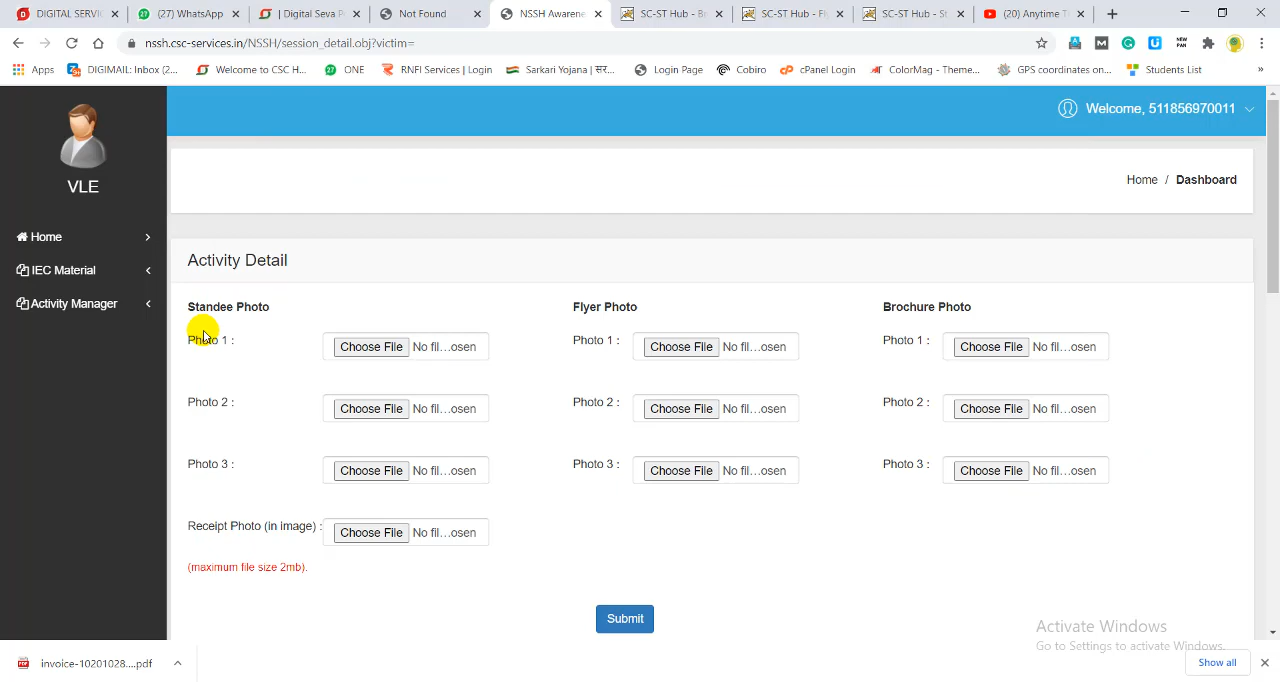 DIGITAL SERVIC
(27) WhatsApp
| Digital Seva P
Not Found
NSSH Awarene
SC-ST Hub - Br
SC-ST Hub - Fly
SC-ST Hub - St
(20) Anytime T
nssh.csc-services.in/NSSH/session_detail.obj?victim=
Apps
DIGIMAIL: Inbox (2...
Welcome to CSC H...
ONE
RNFI Services | Login
Sarkari Yojana | सर...
Login Page
Cobiro
cPanel Login
ColorMag - Theme...
GPS coordinates on...
Students List
»
Welcome, 511856970011
VLE
Home / Dashboard
Home
IEC Material
Activity Manager
Activity Detail
Standee Photo
Flyer Photo
Brochure Photo
Photo 1 : Choose File No fil...osen
Photo 1 : Choose File No fil...osen
Photo 1 : Choose File No fil...osen
Photo 2 : Choose File No fil...osen
Photo 2 : Choose File No fil...osen
Photo 2 : Choose File No fil...osen
Photo 3 : Choose File No fil...osen
Photo 3 : Choose File No fil...osen
Photo 3 : Choose File No fil...osen
Receipt Photo (in image) : Choose File No fil...osen
(maximum file size 2mb).
Submit
Activate Windows
Go to Settings to activate Windows.
invoice-10201028....pdf
Show all